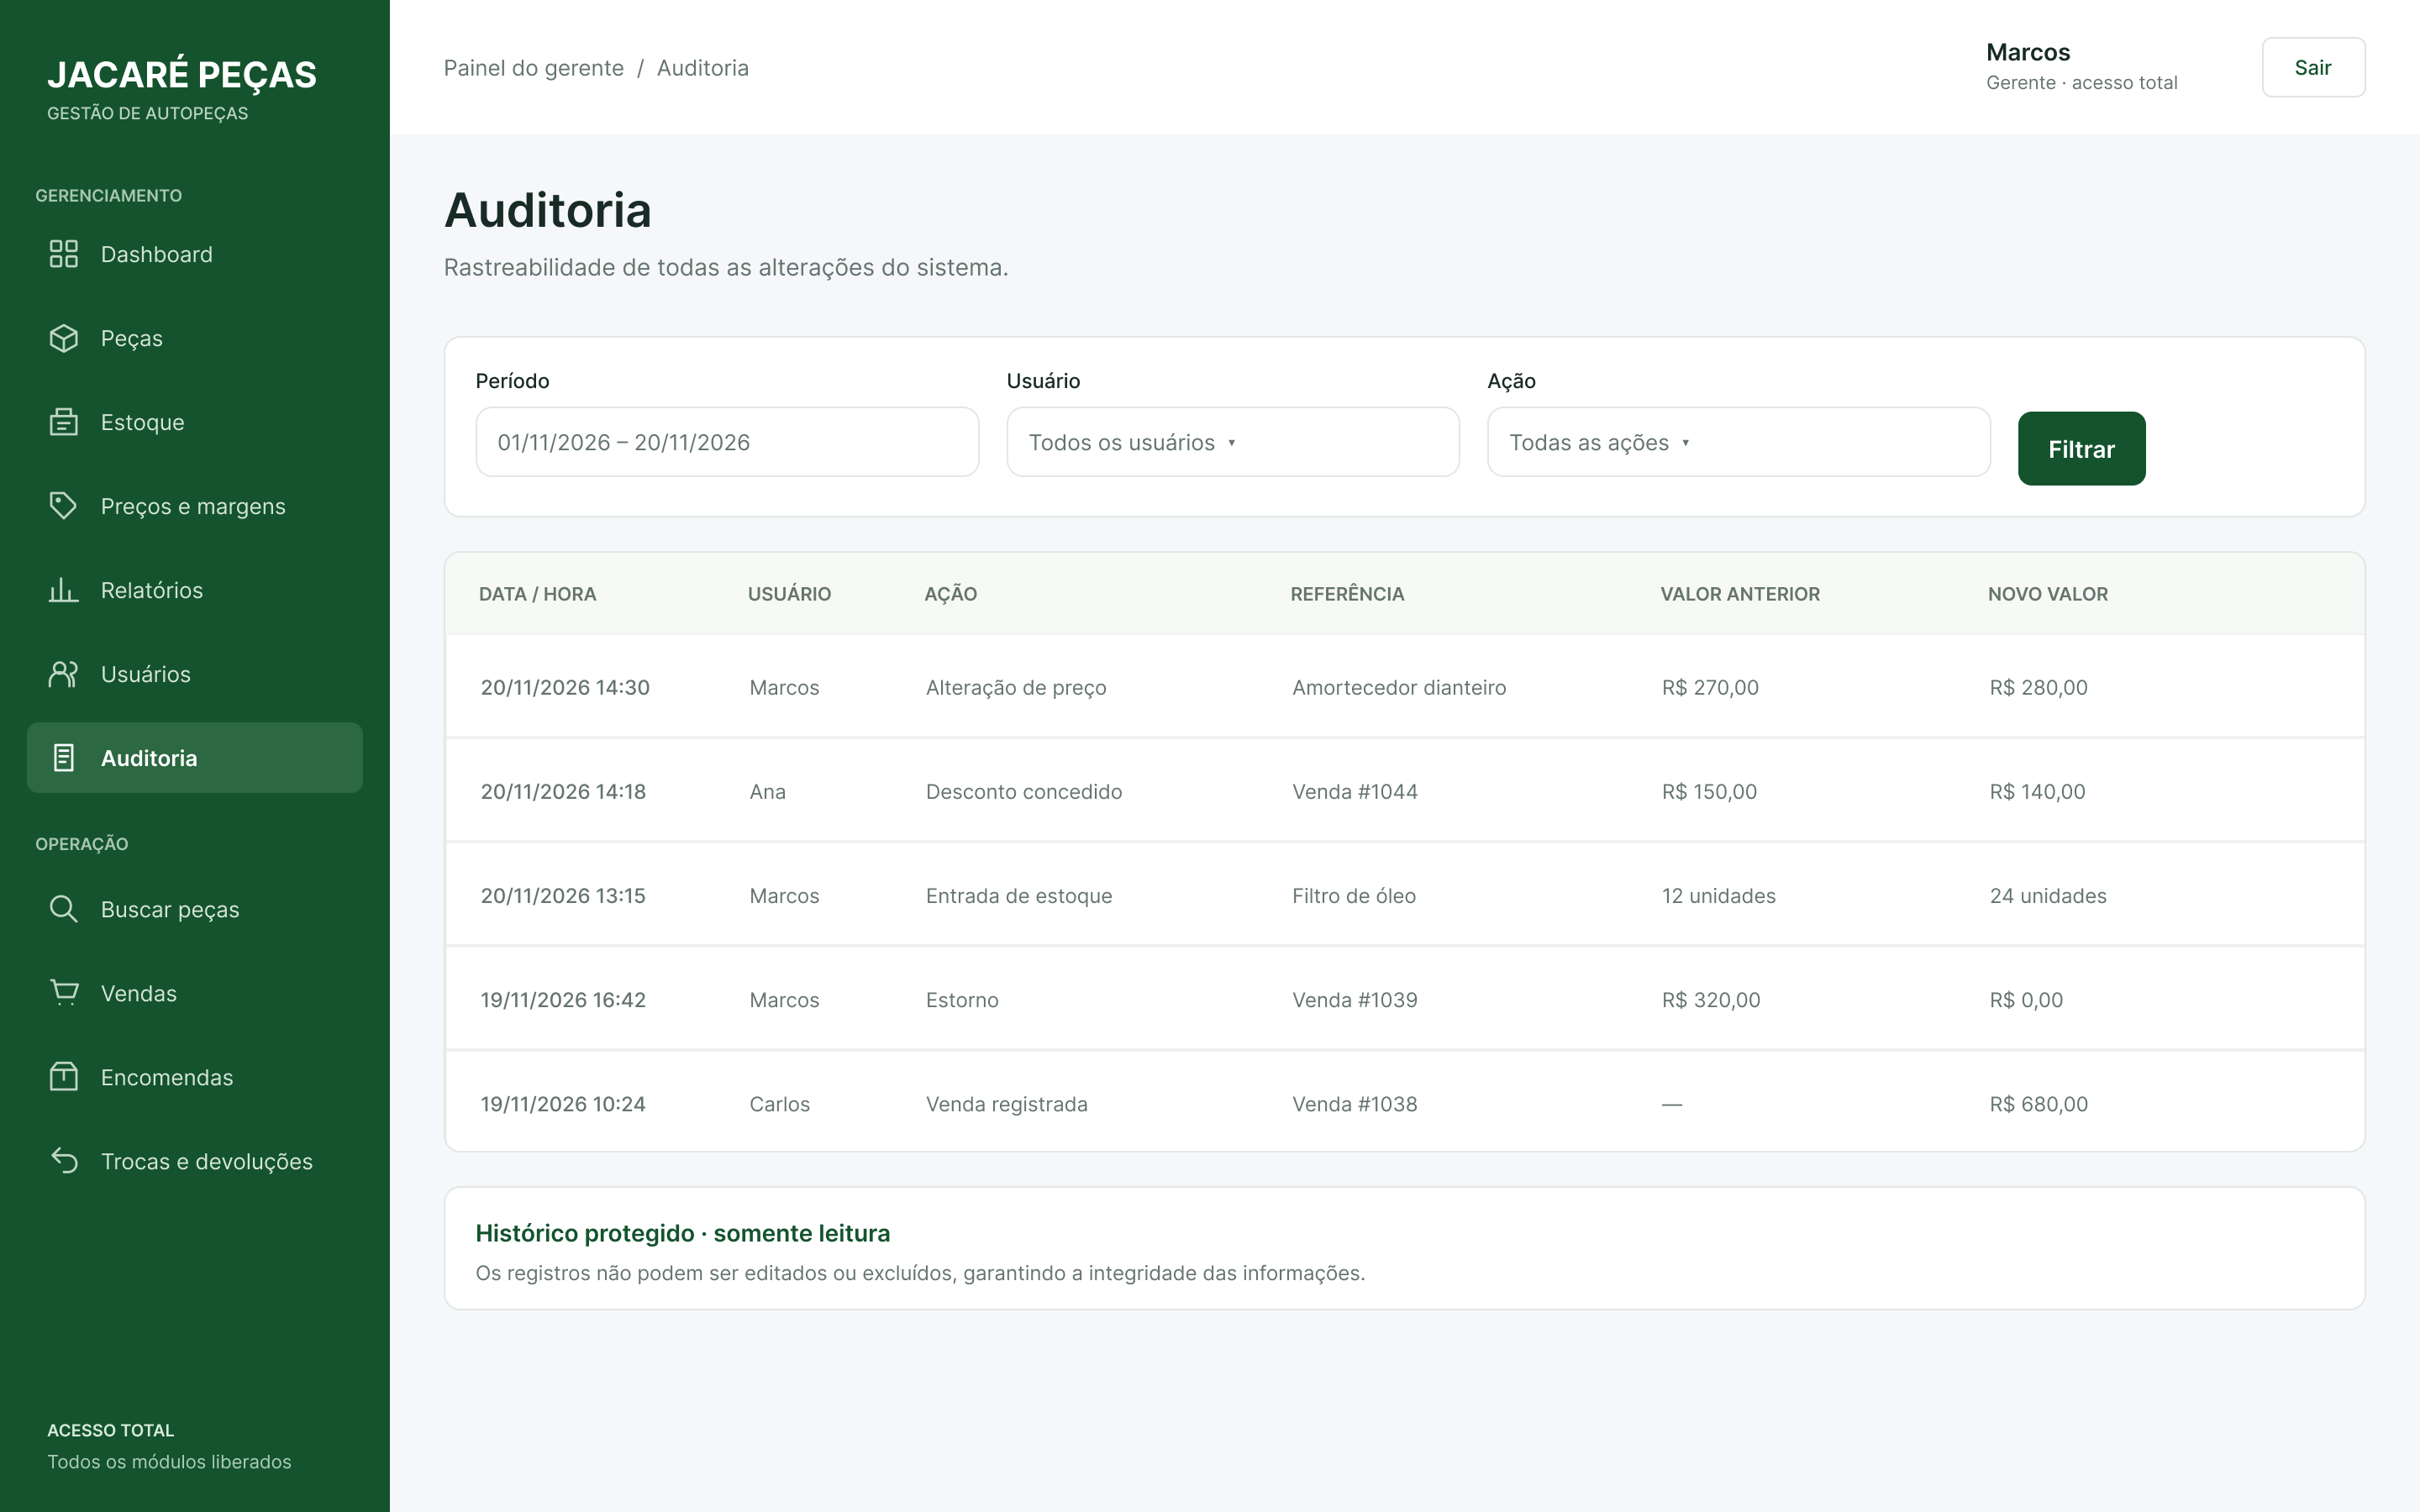 JACARÉ PEÇAS
GESTÃO DE AUTOPEÇAS
GERENCIAMENTO
Dashboard
Peças
Estoque
Preços e margens
Relatórios
Usuários
Auditoria
OPERAÇÃO
Buscar peças
Vendas
Encomendas
Trocas e devoluções
ACESSO TOTAL
Todos os módulos liberados
Painel do gerente / Auditoria
Marcos
Gerente · acesso total
Sair
Auditoria
Rastreabilidade de todas as alterações do sistema.
Período Usuário Ação
01/11/2026 – 20/11/2026 Todos os usuários ▾ Todas as ações ▾ Filtrar
DATA / HORA USUÁRIO AÇÃO REFERÊNCIA VALOR ANTERIOR NOVO VALOR
20/11/2026 14:30 Marcos Alteração de preço Amortecedor dianteiro R$ 270,00 R$ 280,00
20/11/2026 14:18 Ana Desconto concedido Venda #1044 R$ 150,00 R$ 140,00
20/11/2026 13:15 Marcos Entrada de estoque Filtro de óleo 12 unidades 24 unidades
19/11/2026 16:42 Marcos Estorno Venda #1039 R$ 320,00 R$ 0,00
19/11/2026 10:24 Carlos Venda registrada Venda #1038 — R$ 680,00
Histórico protegido · somente leitura
Os registros não podem ser editados ou excluídos, garantindo a integridade das informações.